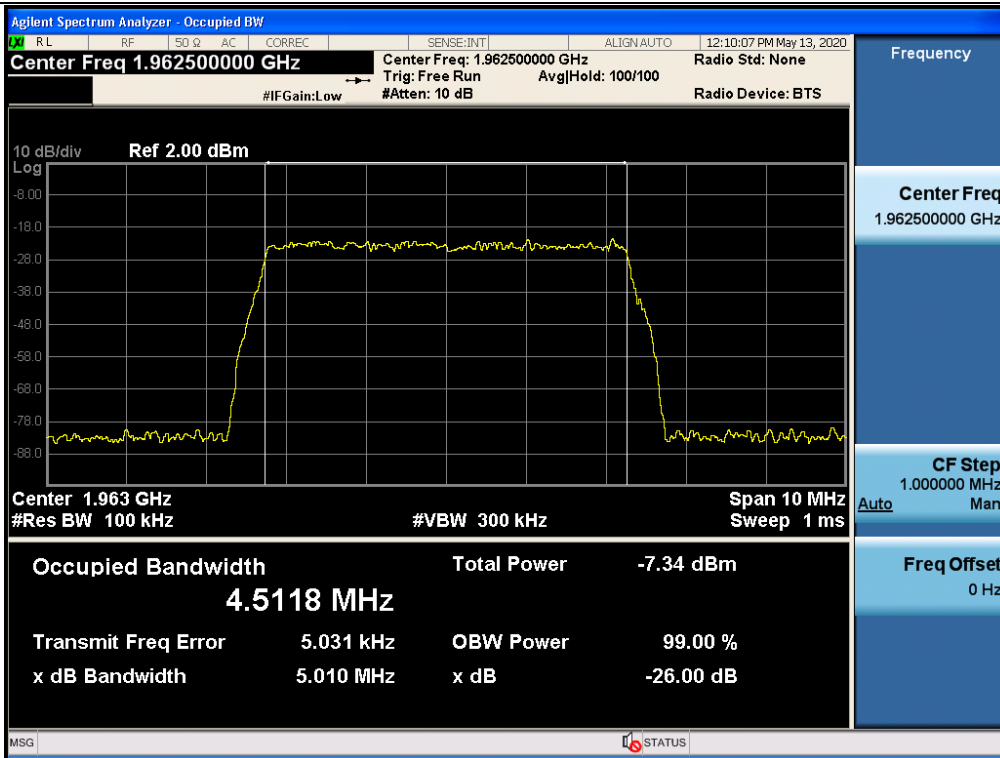 Agilent Spectrum Analyzer - Occupied BW
LXI RL RF 50 Ω AC CORREC SENSE:INT ALIGN AUTO 12:10:07 PM May 13, 2020
Center Freq 1.962500000 GHz
Center Freq: 1.962500000 GHz Radio Std: None
Trig: Free Run Avg|Hold: 100/100
#IFGain:Low #Atten: 10 dB Radio Device: BTS
10 dB/div Ref 2.00 dBm
Log
-8.00
-18.0
-28.0
-38.0
-48.0
-58.0
-68.0
-78.0
-88.0
Center 1.963 GHz Span 10 MHz
#Res BW 100 kHz #VBW 300 kHz Sweep 1 ms
Occupied Bandwidth Total Power -7.34 dBm
4.5118 MHz
Transmit Freq Error 5.031 kHz OBW Power 99.00 %
x dB Bandwidth 5.010 MHz x dB -26.00 dB
Frequency
Center Freq
1.962500000 GHz
CF Step
1.000000 MHz
Auto Man
Freq Offset
0 Hz
MSG STATUS